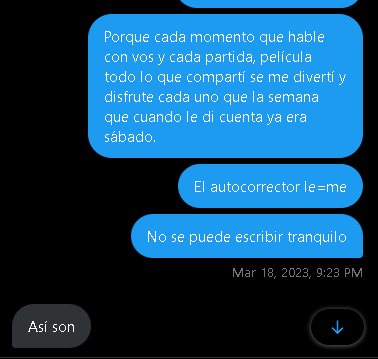 Porque cada momento que hable
con vos y cada partida, película
todo lo que compartí se me divertí y
disfrute cada uno que la semana
que cuando le di cuenta ya era
sábado.
El autocorrector le=me
No se puede escribir tranquilo
Mar 18, 2023, 9:23 PM
Así son